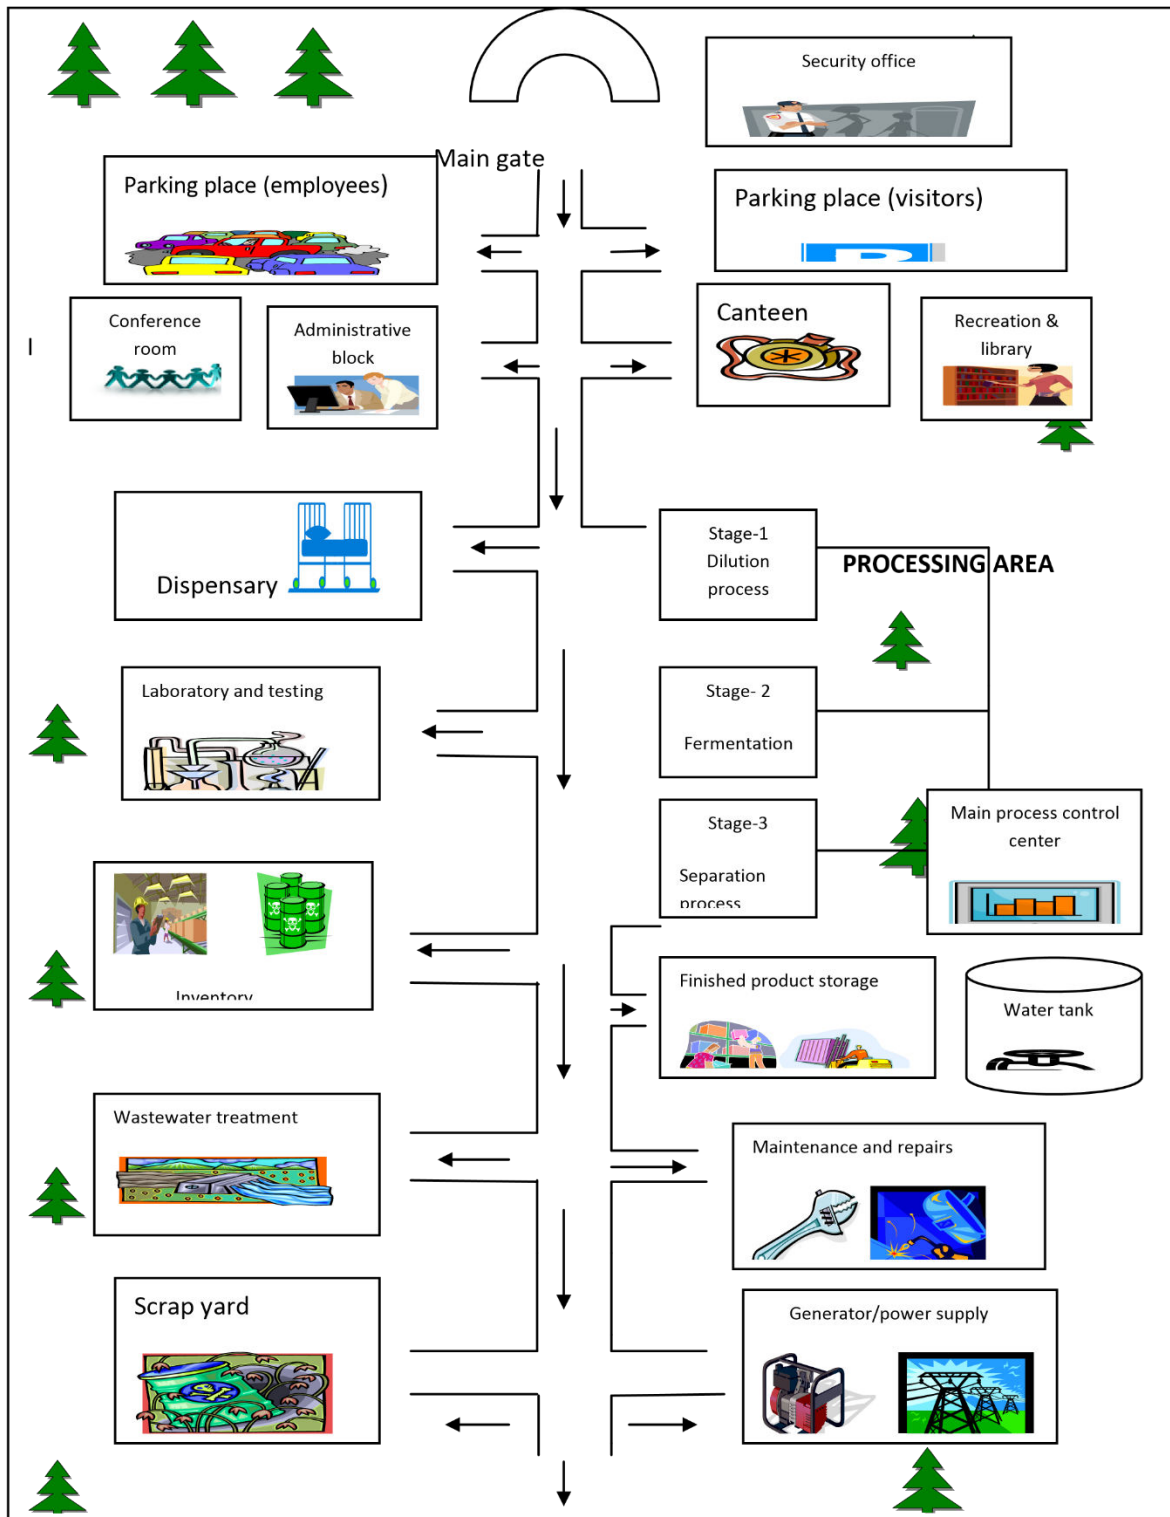 Security office
Main gate
Parking place (employees)
Parking place (visitors)
Conference
room
Administrative
block
Canteen
Recreation &
library
Dispensary
Stage-1
Dilution
process
PROCESSING AREA
Laboratory and testing
Stage- 2
Fermentation
Stage-3
Separation
process
Main process control
center
Inventory
Finished product storage
Water tank
Wastewater treatment
Maintenance and repairs
Scrap yard
Generator/power supply